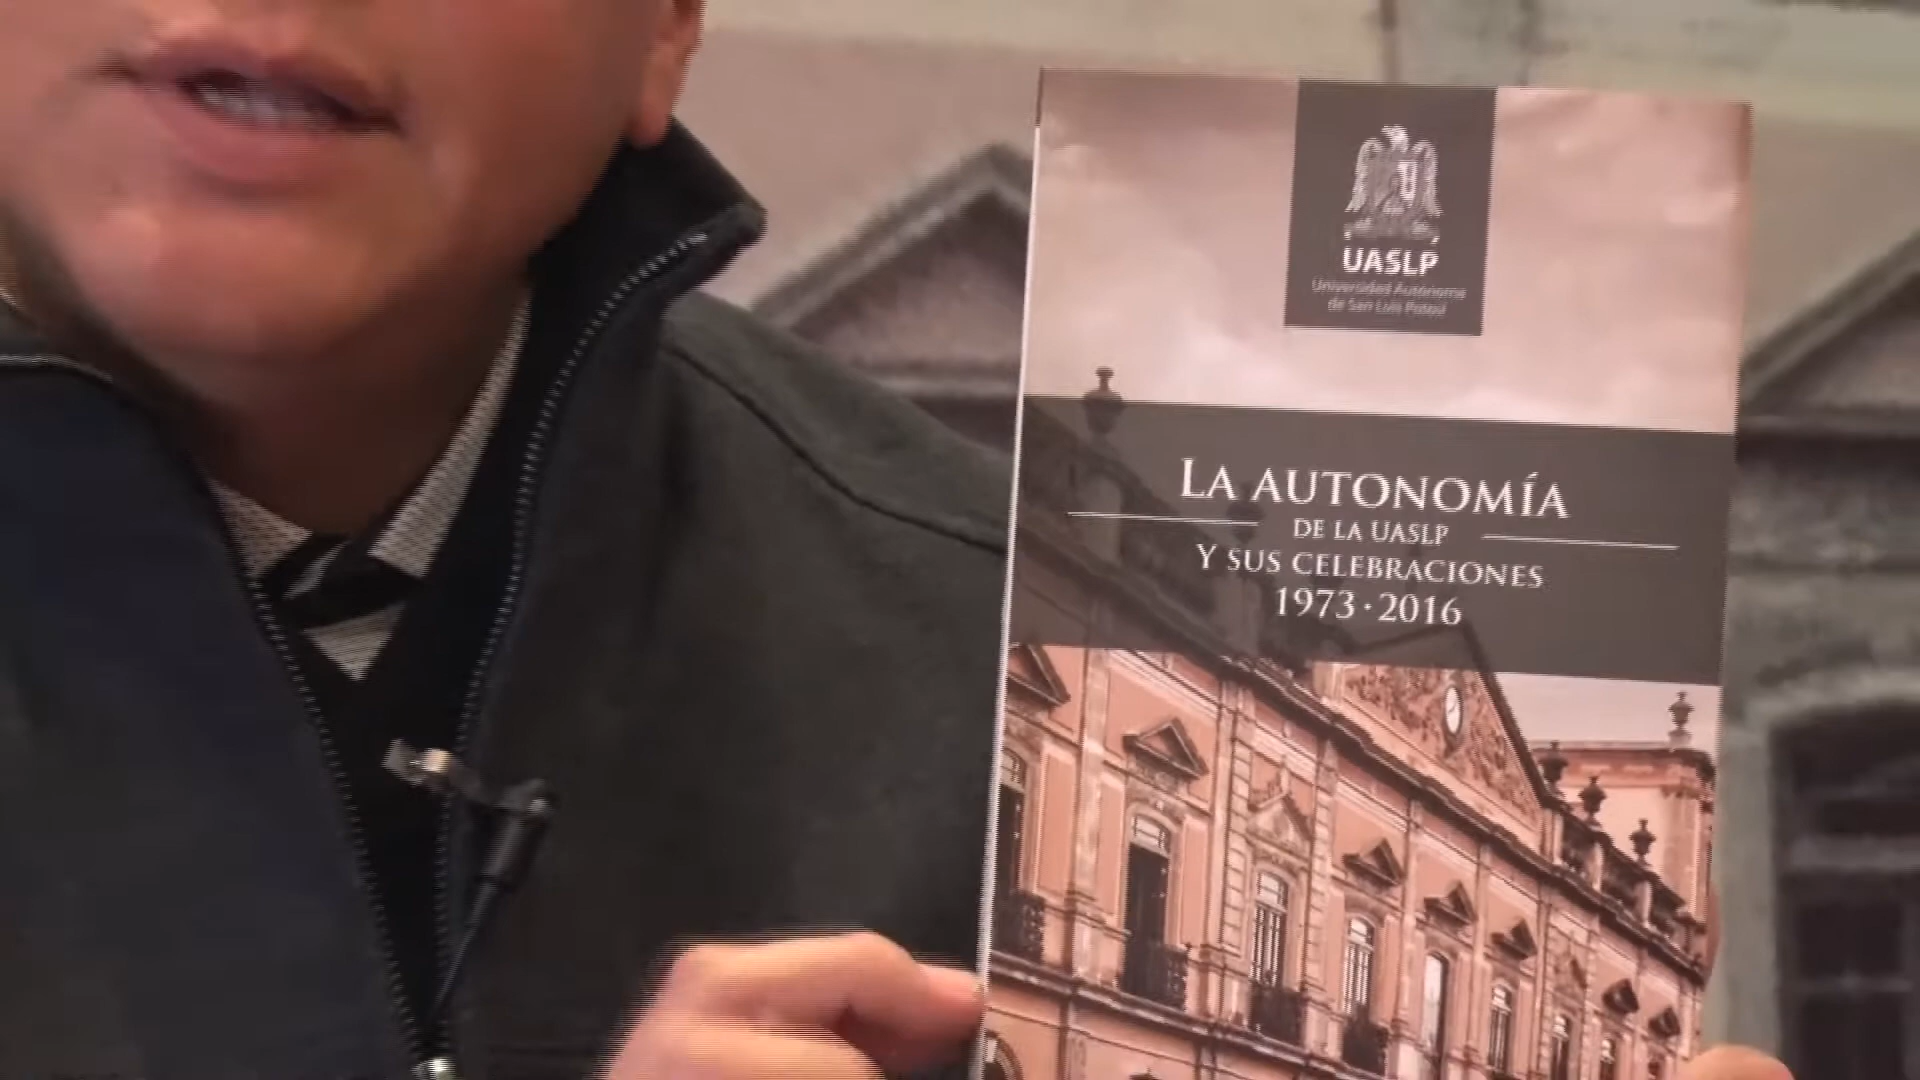 UASLP
Universidad Autónoma
de San Luis Potosí
LA AUTONOMÍA
DE LA UASLP
Y SUS CELEBRACIONES
1973 · 2016